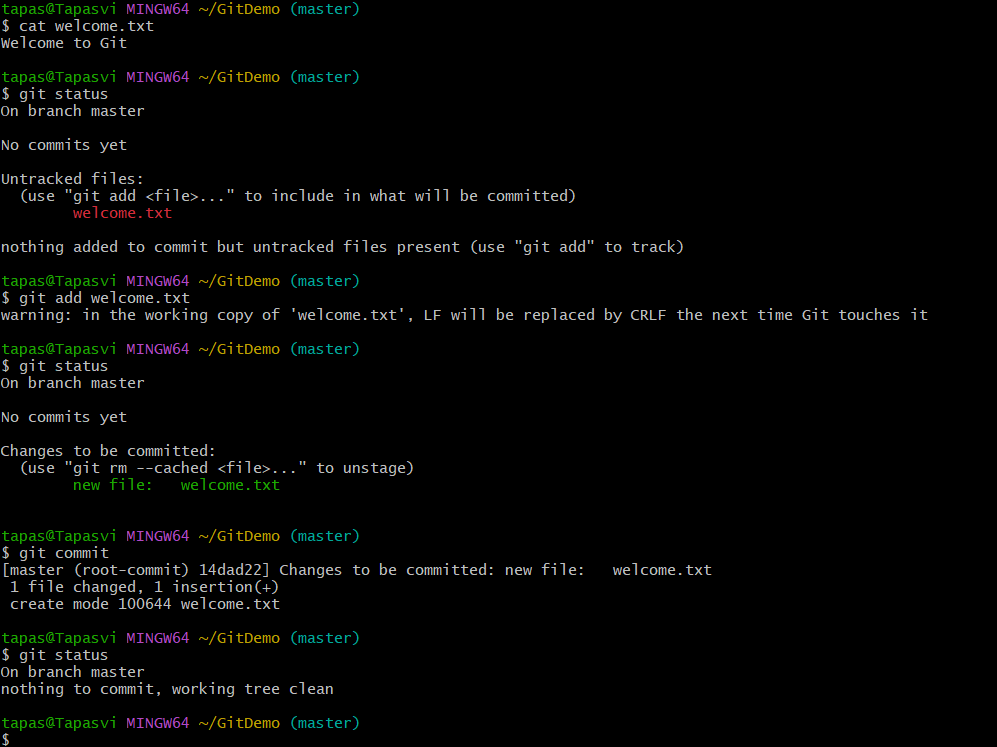 tapas@Tapasvi MINGW64 ~/GitDemo (master)
$ cat welcome.txt
Welcome to Git
tapas@Tapasvi MINGW64 ~/GitDemo (master)
$ git status
On branch master
No commits yet
Untracked files:
  (use "git add <file>..." to include in what will be committed)
        welcome.txt
nothing added to commit but untracked files present (use "git add" to track)
tapas@Tapasvi MINGW64 ~/GitDemo (master)
$ git add welcome.txt
warning: in the working copy of 'welcome.txt', LF will be replaced by CRLF the next time Git touches it
tapas@Tapasvi MINGW64 ~/GitDemo (master)
$ git status
On branch master
No commits yet
Changes to be committed:
  (use "git rm --cached <file>..." to unstage)
        new file:   welcome.txt
tapas@Tapasvi MINGW64 ~/GitDemo (master)
$ git commit
[master (root-commit) 14dad22] Changes to be committed: new file:   welcome.txt
 1 file changed, 1 insertion(+)
 create mode 100644 welcome.txt
tapas@Tapasvi MINGW64 ~/GitDemo (master)
$ git status
On branch master
nothing to commit, working tree clean
tapas@Tapasvi MINGW64 ~/GitDemo (master)
$